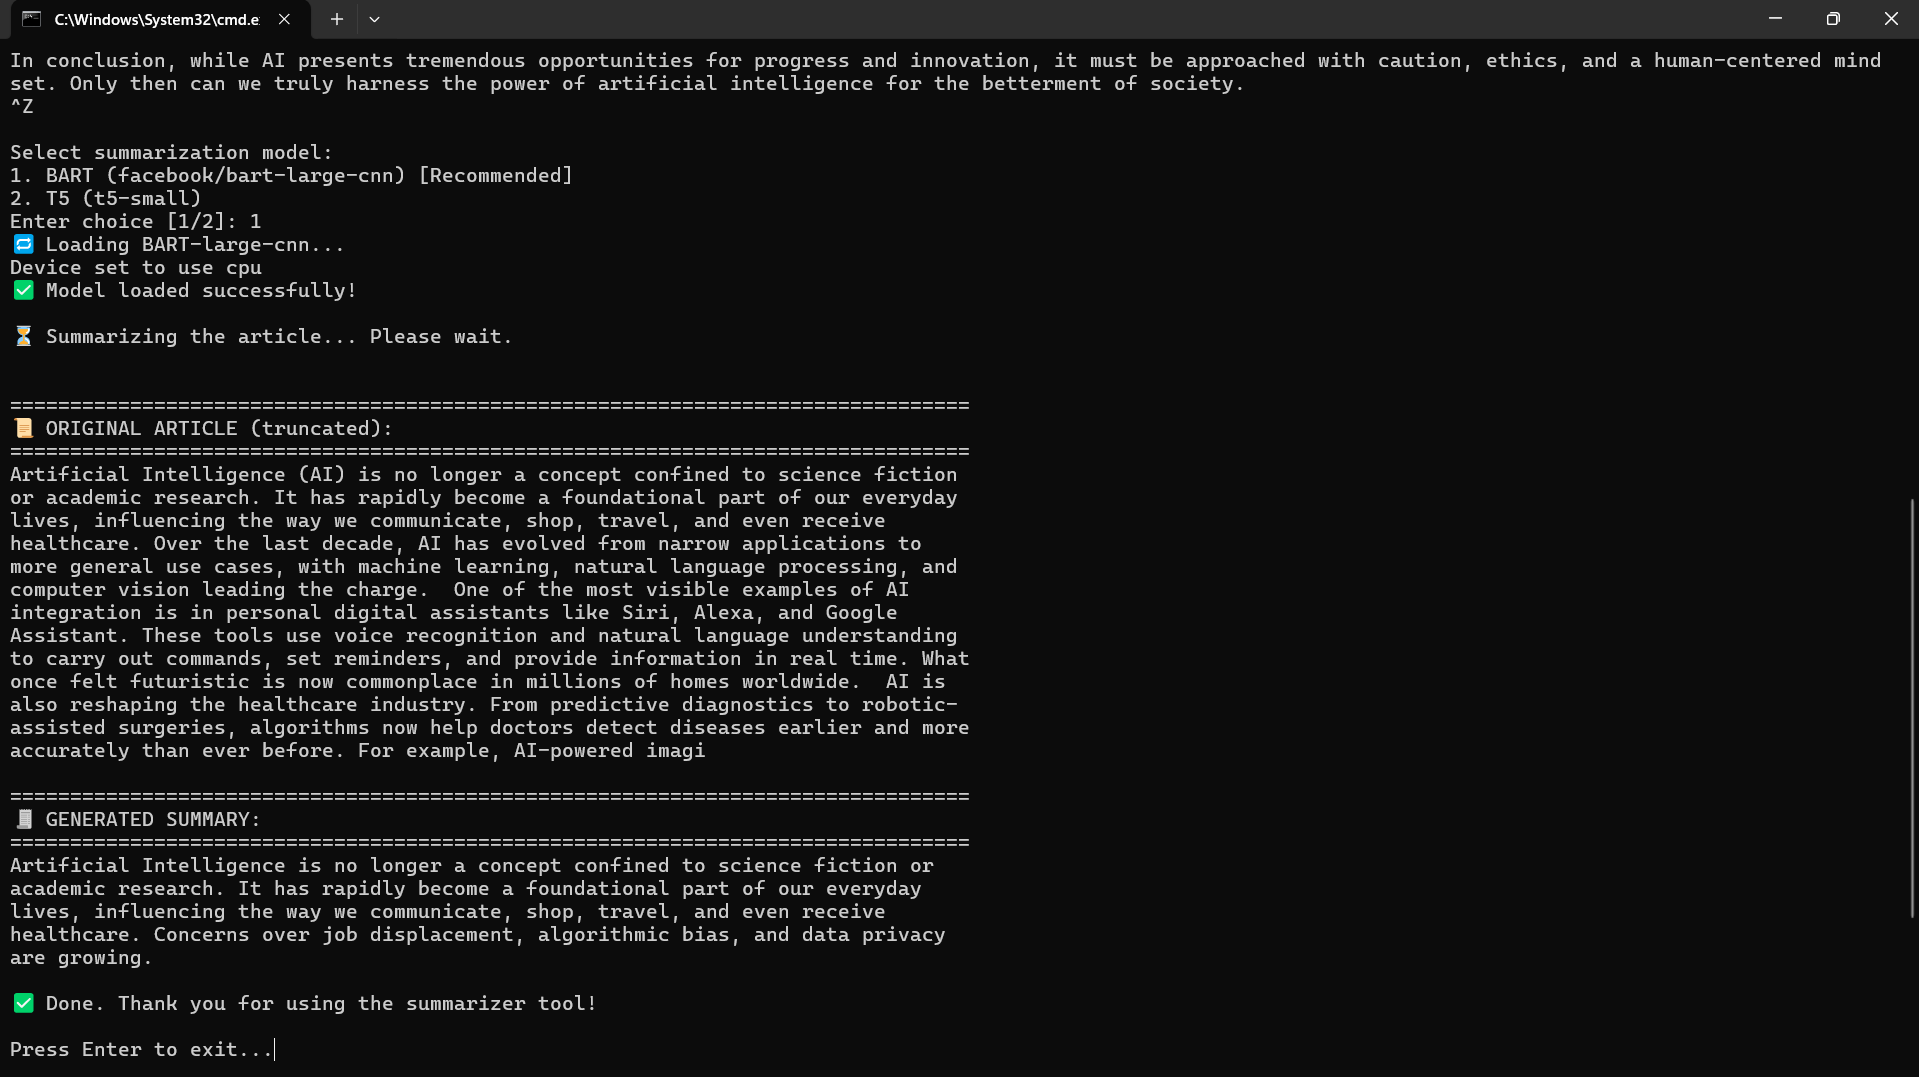 C:\Windows\System32\cmd.e
In conclusion, while AI presents tremendous opportunities for progress and innovation, it must be approached with caution, ethics, and a human-centered mind
set. Only then can we truly harness the power of artificial intelligence for the betterment of society.
^Z
Select summarization model:
1. BART (facebook/bart-large-cnn) [Recommended]
2. T5 (t5-small)
Enter choice [1/2]: 1
🔁 Loading BART-large-cnn...
Device set to use cpu
✅ Model loaded successfully!
⏳ Summarizing the article... Please wait.
================================================================================
📜 ORIGINAL ARTICLE (truncated):
================================================================================
Artificial Intelligence (AI) is no longer a concept confined to science fiction
or academic research. It has rapidly become a foundational part of our everyday
lives, influencing the way we communicate, shop, travel, and even receive
healthcare. Over the last decade, AI has evolved from narrow applications to
more general use cases, with machine learning, natural language processing, and
computer vision leading the charge.  One of the most visible examples of AI
integration is in personal digital assistants like Siri, Alexa, and Google
Assistant. These tools use voice recognition and natural language understanding
to carry out commands, set reminders, and provide information in real time. What
once felt futuristic is now commonplace in millions of homes worldwide.  AI is
also reshaping the healthcare industry. From predictive diagnostics to robotic-
assisted surgeries, algorithms now help doctors detect diseases earlier and more
accurately than ever before. For example, AI-powered imagi
================================================================================
🧾 GENERATED SUMMARY:
================================================================================
Artificial Intelligence is no longer a concept confined to science fiction or
academic research. It has rapidly become a foundational part of our everyday
lives, influencing the way we communicate, shop, travel, and even receive
healthcare. Concerns over job displacement, algorithmic bias, and data privacy
are growing.
✅ Done. Thank you for using the summarizer tool!
Press Enter to exit...